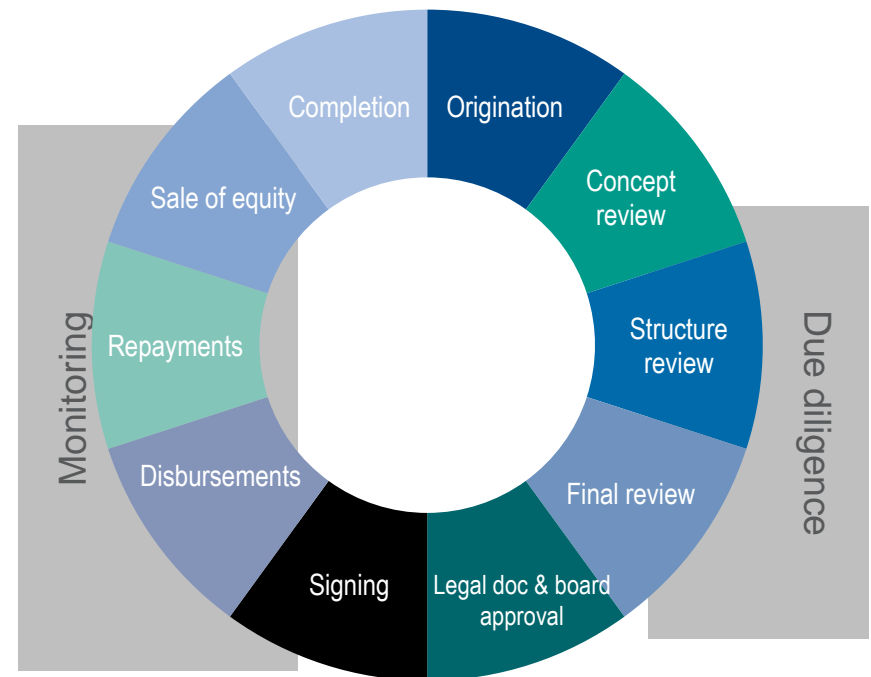 Completion
Origination
Concept
review
Sale of equity
Structure
review
Repayments
Monitoring
Due diligence
Disbursements
Final review
Signing
Legal doc & board
approval